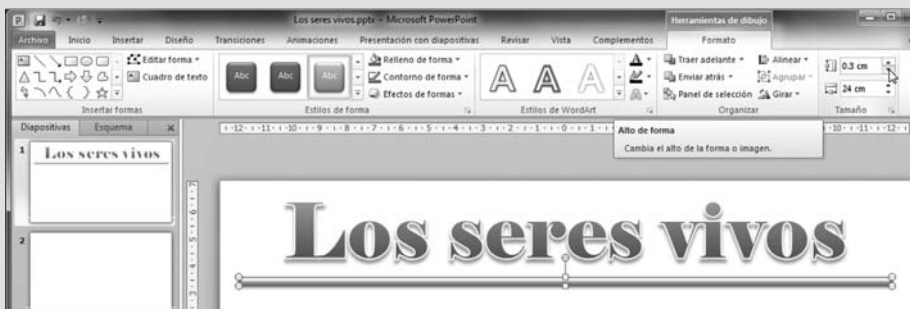 Los seres vivos.pptx - Microsoft PowerPoint
Herramientas de dibujo
Archivo Inicio Insertar Diseño Transiciones Animaciones Presentación con diapositivas Revisar Vista Complementos Formato
Editar forma
Cuadro de texto
Insertar formas
Abc Abc Abc
Relleno de forma
Contorno de forma
Efectos de formas
Estilos de forma
A A A
Estilos de WordArt
Traer adelante
Enviar atrás
Panel de selección
Alinear
Agrupar
Girar
Organizar
0.3 cm
24 cm
Tamaño
Diapositivas Esquema
Alto de forma
Cambia el alto de la forma o imagen.
1
Los seres vivos
2
Los seres vivos